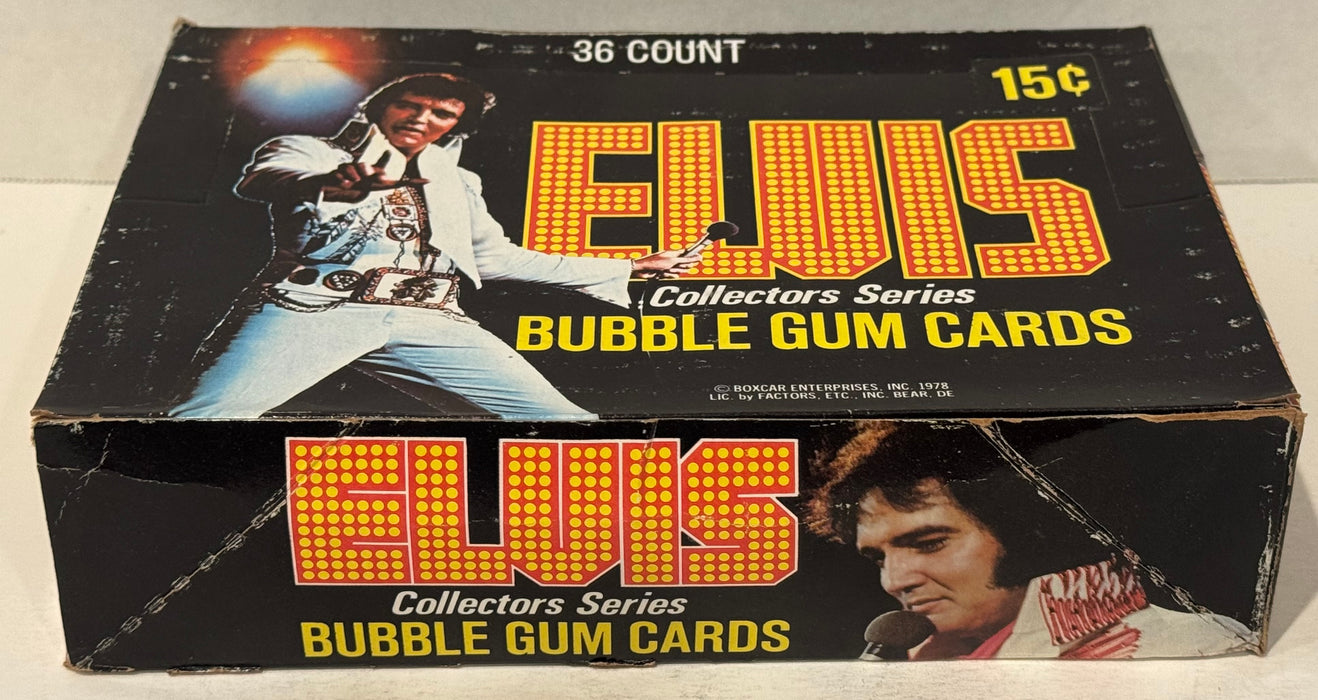 36 COUNT
15¢
ELVIS
Collectors Series
BUBBLE GUM CARDS
© BOXCAR ENTERPRISES, INC. 1978
LIC. by FACTORS, ETC., INC. BEAR, DE
ELVIS
Collectors Series
BUBBLE GUM CARDS